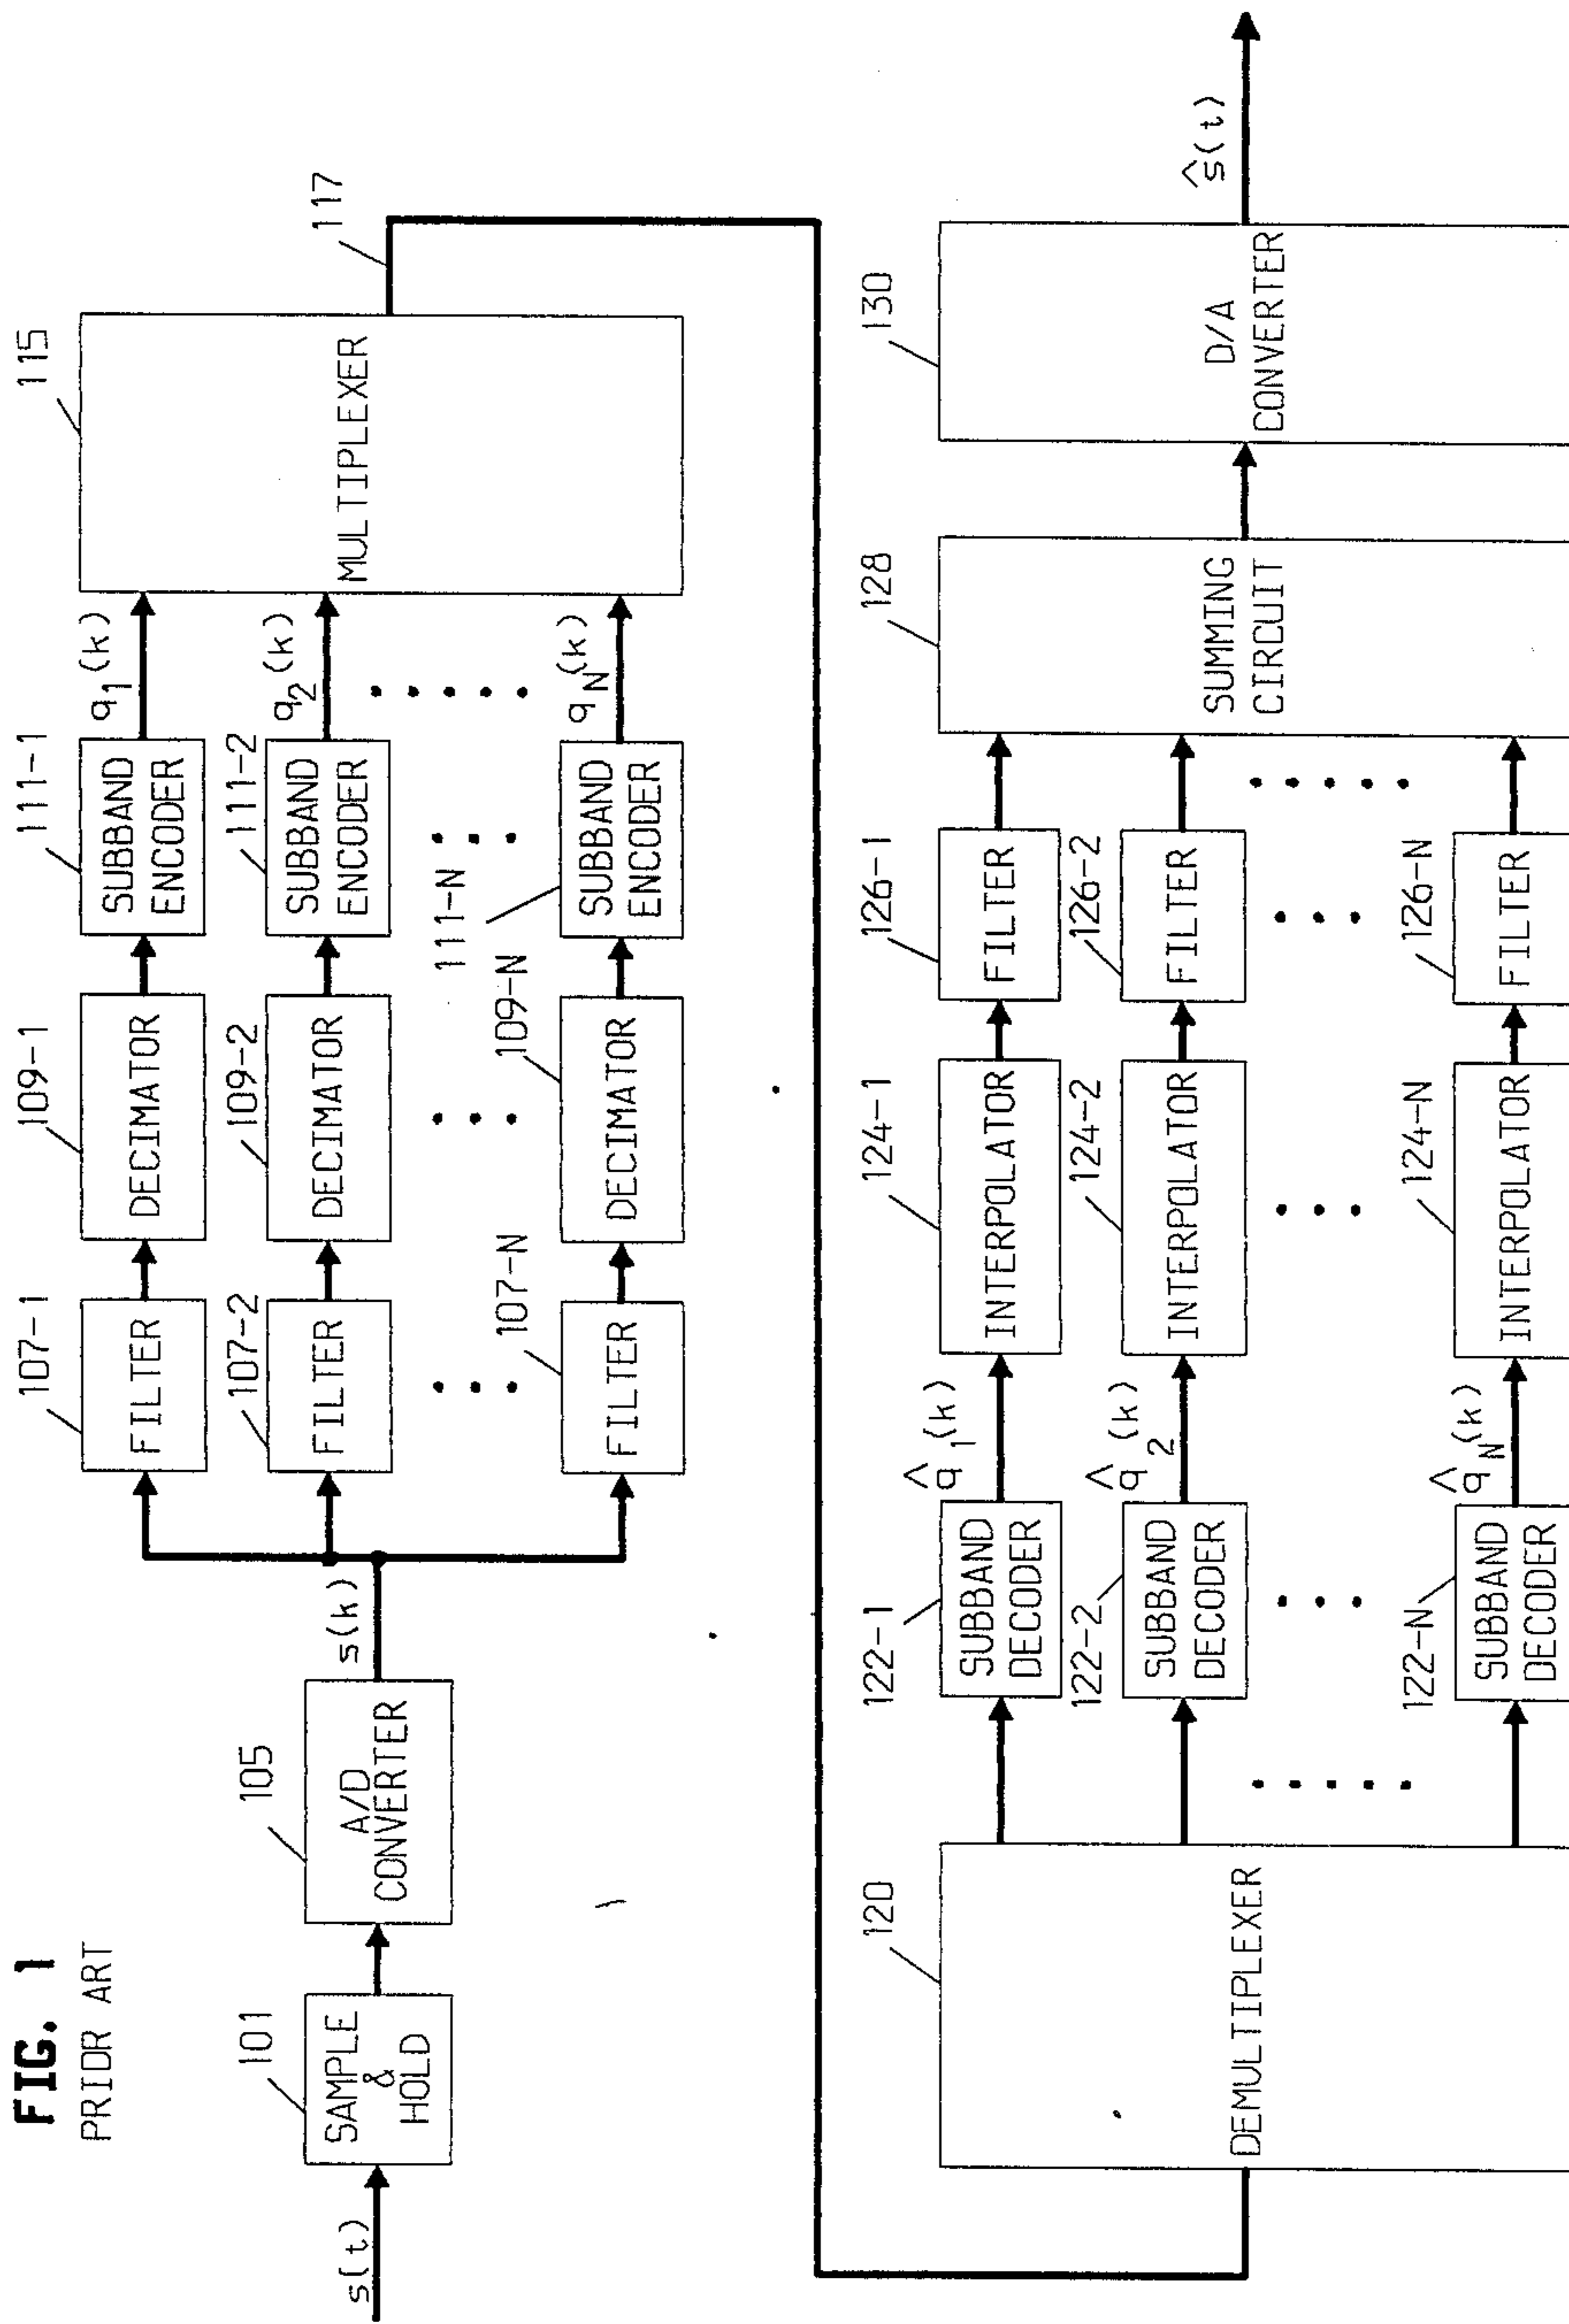 FIG. 1
PRIOR ART
s(t)
101
SAMPLE
&
HOLD
105
A/D
CONVERTER
s(k)
107-1
FILTER
109-1
DECIMATOR
111-1
SUBBAND
ENCODER
q1(k)
107-2
FILTER
109-2
DECIMATOR
111-2
SUBBAND
ENCODER
q2(k)
107-N
FILTER
109-N
DECIMATOR
111-N
SUBBAND
ENCODER
qN(k)
115
MULTIPLEXER
117
120
DEMULTIPLEXER
122-1
SUBBAND
DECODER
q̂1(k)
124-1
INTERPOLATOR
126-1
FILTER
122-2
SUBBAND
DECODER
q̂2(k)
124-2
INTERPOLATOR
126-2
FILTER
122-N
SUBBAND
DECODER
q̂N(k)
124-N
INTERPOLATOR
126-N
FILTER
128
SUMMING
CIRCUIT
130
D/A
CONVERTER
ŝ(t)